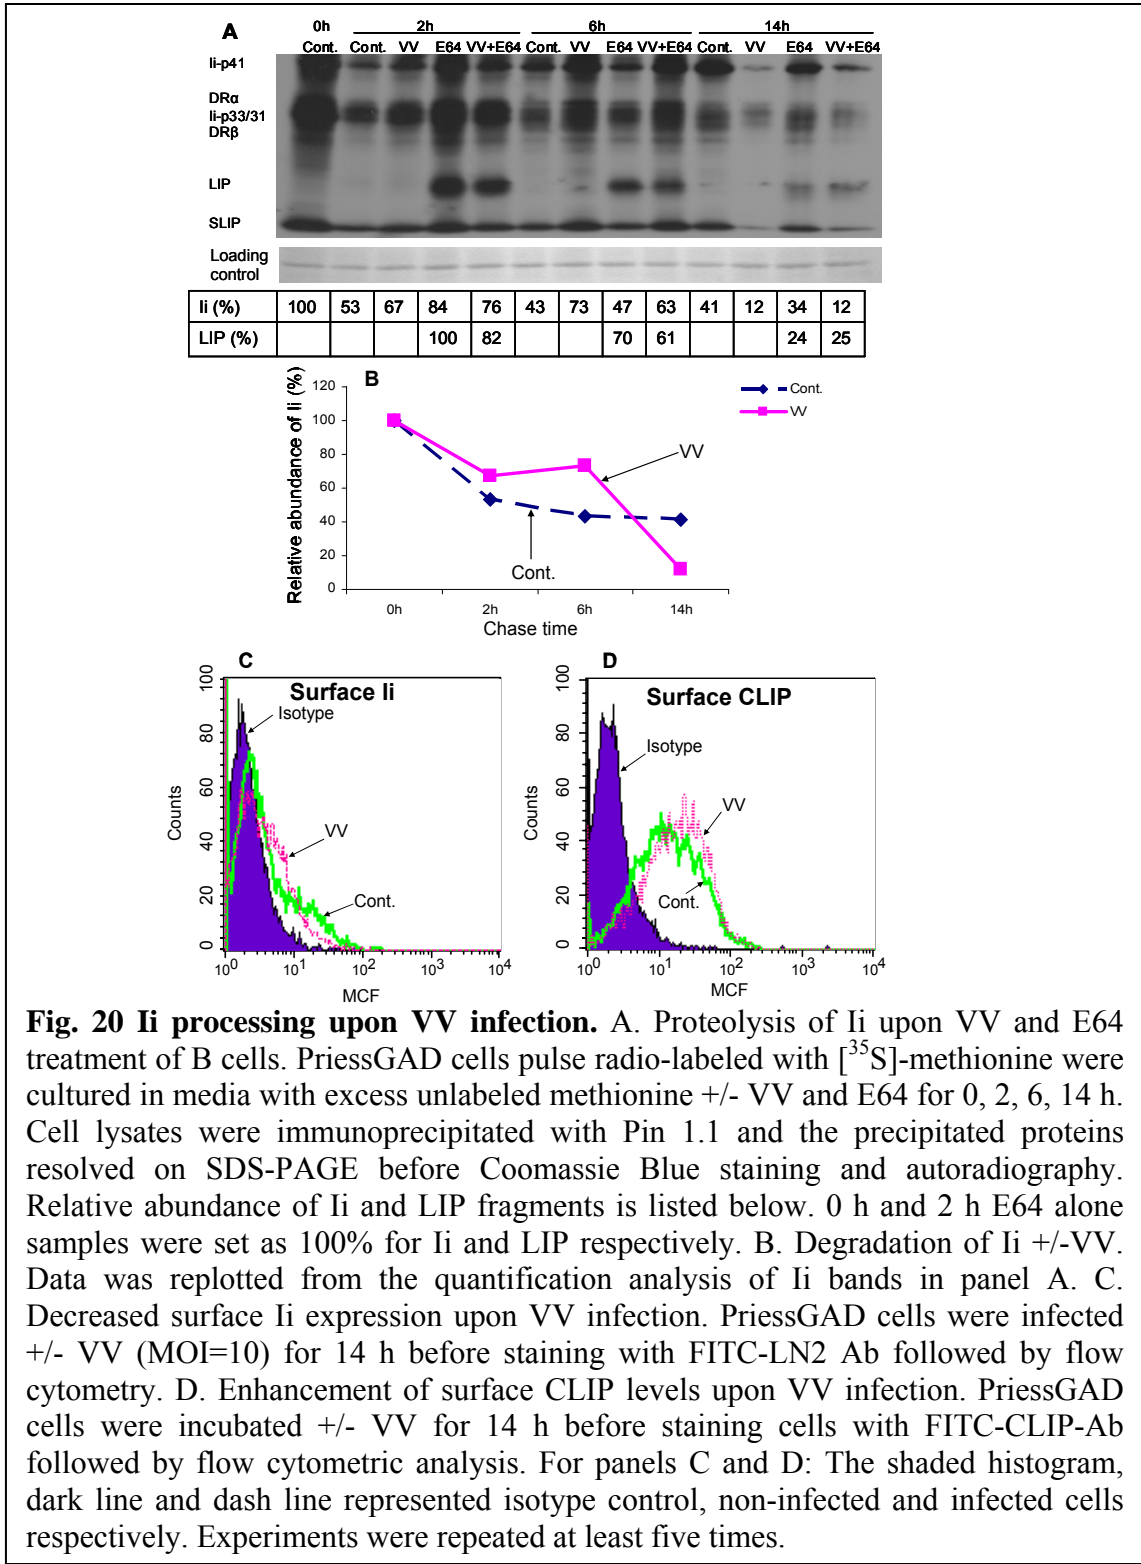 A
0h 2h 6h 14h
Cont. Cont. VV E64 VV+E64 Cont. VV E64 VV+E64 Cont. VV E64 VV+E64
Ii-p41
DRα
Ii-p33/31
DRβ
LIP
SLIP
Loading
control
Ii (%) 100 53 67 84 76 43 73 47 63 41 12 34 12
LIP (%) 100 82 70 61 24 25
B
Relative abundance of Ii (%)
120
100
80
60
40
20
0
Cont.
VV
VV
Cont.
0h 2h 6h 14h
Chase time
C
Surface Ii
Isotype
VV
Cont.
Counts
100
80
60
40
20
0
10^0 10^1 10^2 10^3 10^4
MCF
D
Surface CLIP
Isotype
VV
Cont.
Counts
100
80
60
40
20
0
10^0 10^1 10^2 10^3 10^4
MCF
Fig. 20 Ii processing upon VV infection. A. Proteolysis of Ii upon VV and E64
treatment of B cells. PriessGAD cells pulse radio-labeled with [³⁵S]-methionine were
cultured in media with excess unlabeled methionine +/- VV and E64 for 0, 2, 6, 14 h.
Cell lysates were immunoprecipitated with Pin 1.1 and the precipitated proteins
resolved on SDS-PAGE before Coomassie Blue staining and autoradiography.
Relative abundance of Ii and LIP fragments is listed below. 0 h and 2 h E64 alone
samples were set as 100% for Ii and LIP respectively. B. Degradation of Ii +/-VV.
Data was replotted from the quantification analysis of Ii bands in panel A. C.
Decreased surface Ii expression upon VV infection. PriessGAD cells were infected
+/- VV (MOI=10) for 14 h before staining with FITC-LN2 Ab followed by flow
cytometry. D. Enhancement of surface CLIP levels upon VV infection. PriessGAD
cells were incubated +/- VV for 14 h before staining cells with FITC-CLIP-Ab
followed by flow cytometric analysis. For panels C and D: The shaded histogram,
dark line and dash line represented isotype control, non-infected and infected cells
respectively. Experiments were repeated at least five times.